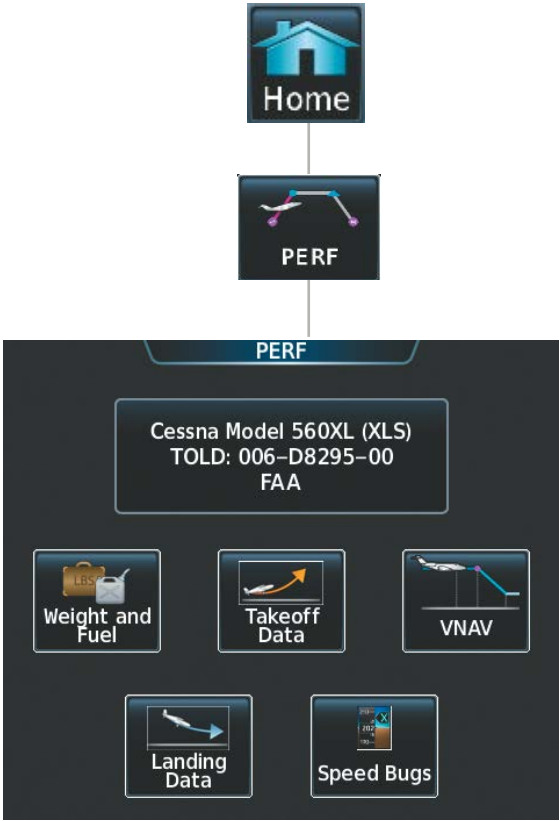 Home
PERF
PERF
Cessna Model 560XL (XLS)
TOLD: 006-D8295-00
FAA
LBS
Weight and
Fuel
Takeoff
Data
VNAV
Landing
Data
Speed Bugs